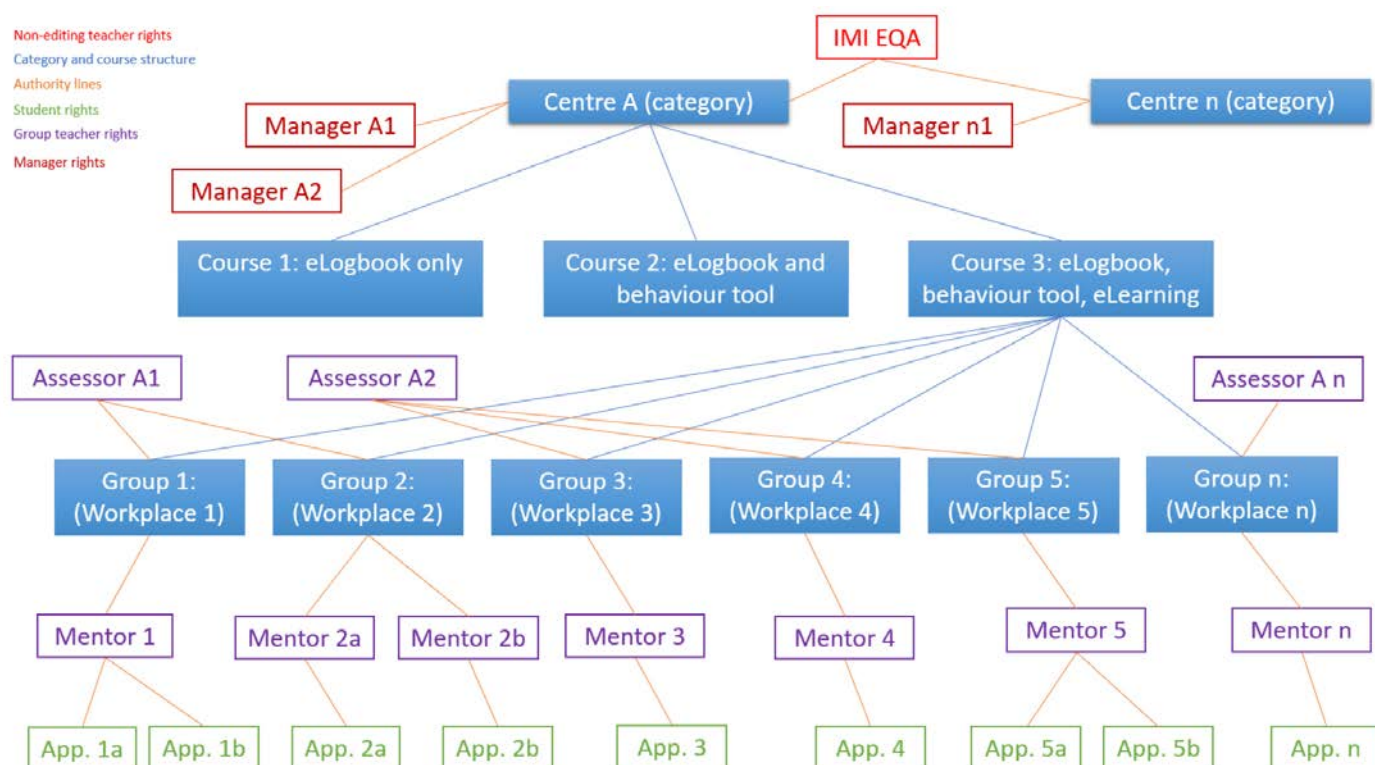 Non-editing teacher rights
Category and course structure
Authority lines
Student rights
Group teacher rights
Manager rights
IMI EQA
Centre A (category)
Centre n (category)
Manager A1
Manager n1
Manager A2
Course 1: eLogbook only
Course 2: eLogbook and
behaviour tool
Course 3: eLogbook,
behaviour tool, eLearning
Assessor A1
Assessor A2
Assessor A n
Group 1:
(Workplace 1)
Group 2:
(Workplace 2)
Group 3:
(Workplace 3)
Group 4:
(Workplace 4)
Group 5:
(Workplace 5)
Group n:
(Workplace n)
Mentor 1
Mentor 2a
Mentor 2b
Mentor 3
Mentor 4
Mentor 5
Mentor n
App. 1a
App. 1b
App. 2a
App. 2b
App. 3
App. 4
App. 5a
App. 5b
App. n